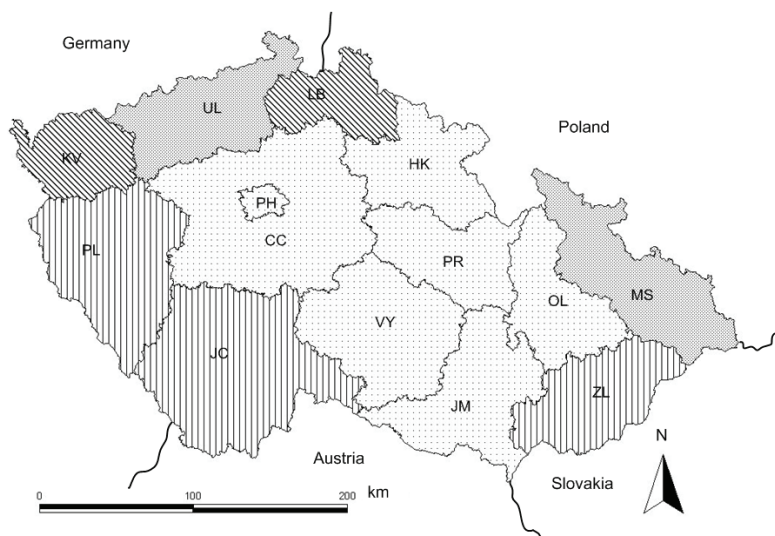 Germany
Poland
UL
LB
KV
HK
PH
CC
PL
PR
OL
MS
VY
JC
JM
ZL
Austria
Slovakia
N
km
0
100
200